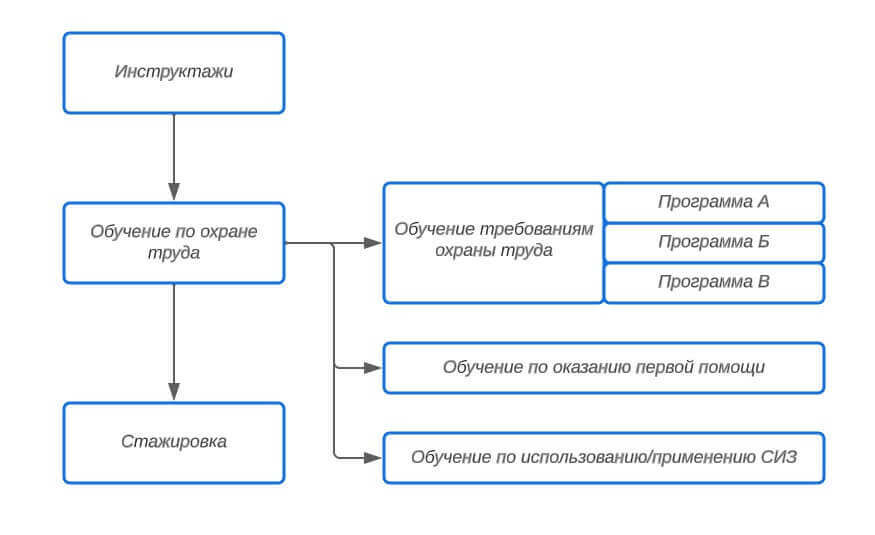 Инструктажи
Обучение по охране
труда
Обучение требованиям
охраны труда
Программа А
Программа Б
Программа В
Обучение по оказанию первой помощи
Стажировка
Обучение по использованию/применению СИЗ